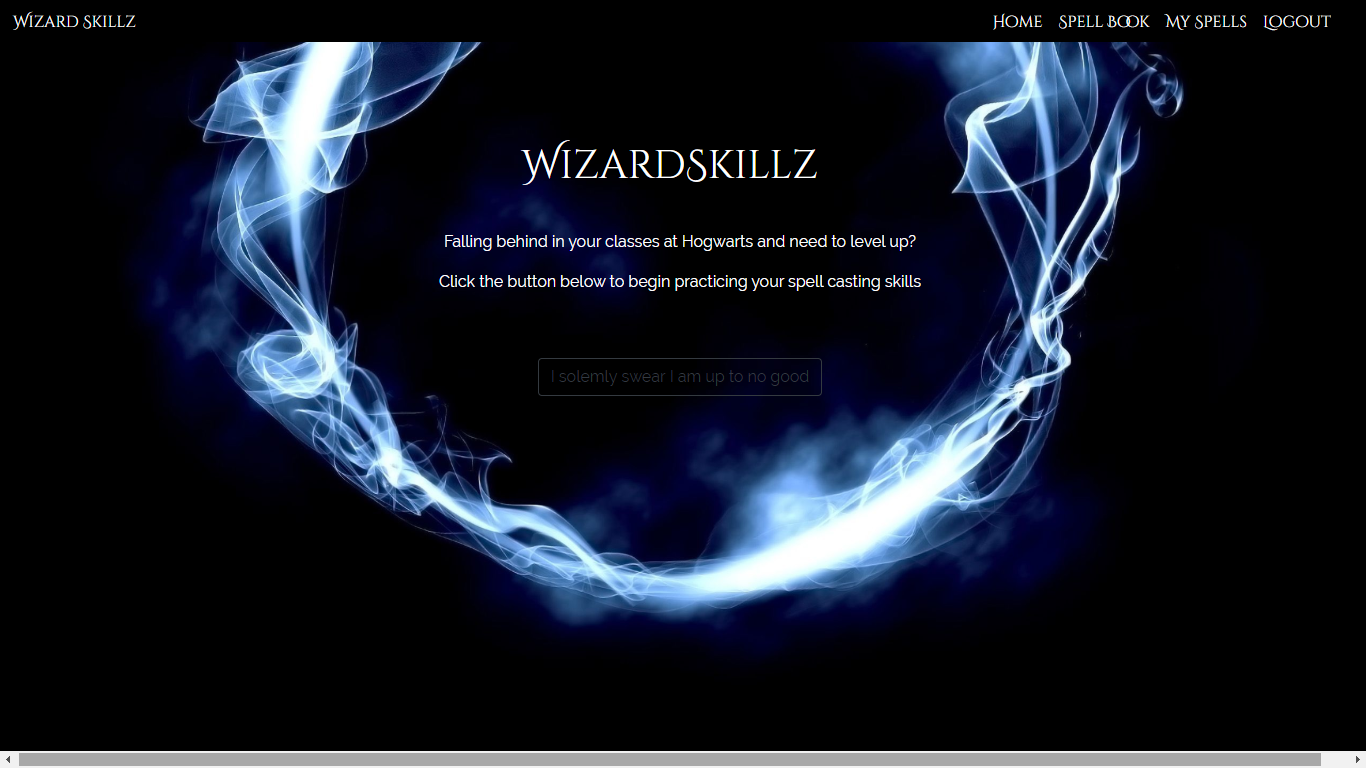 Wizard Skillz
Home Spell Book My Spells Logout
WizardSkillz
Falling behind in your classes at Hogwarts and need to level up?
Click the button below to begin practicing your spell casting skills
I solemly swear I am up to no good